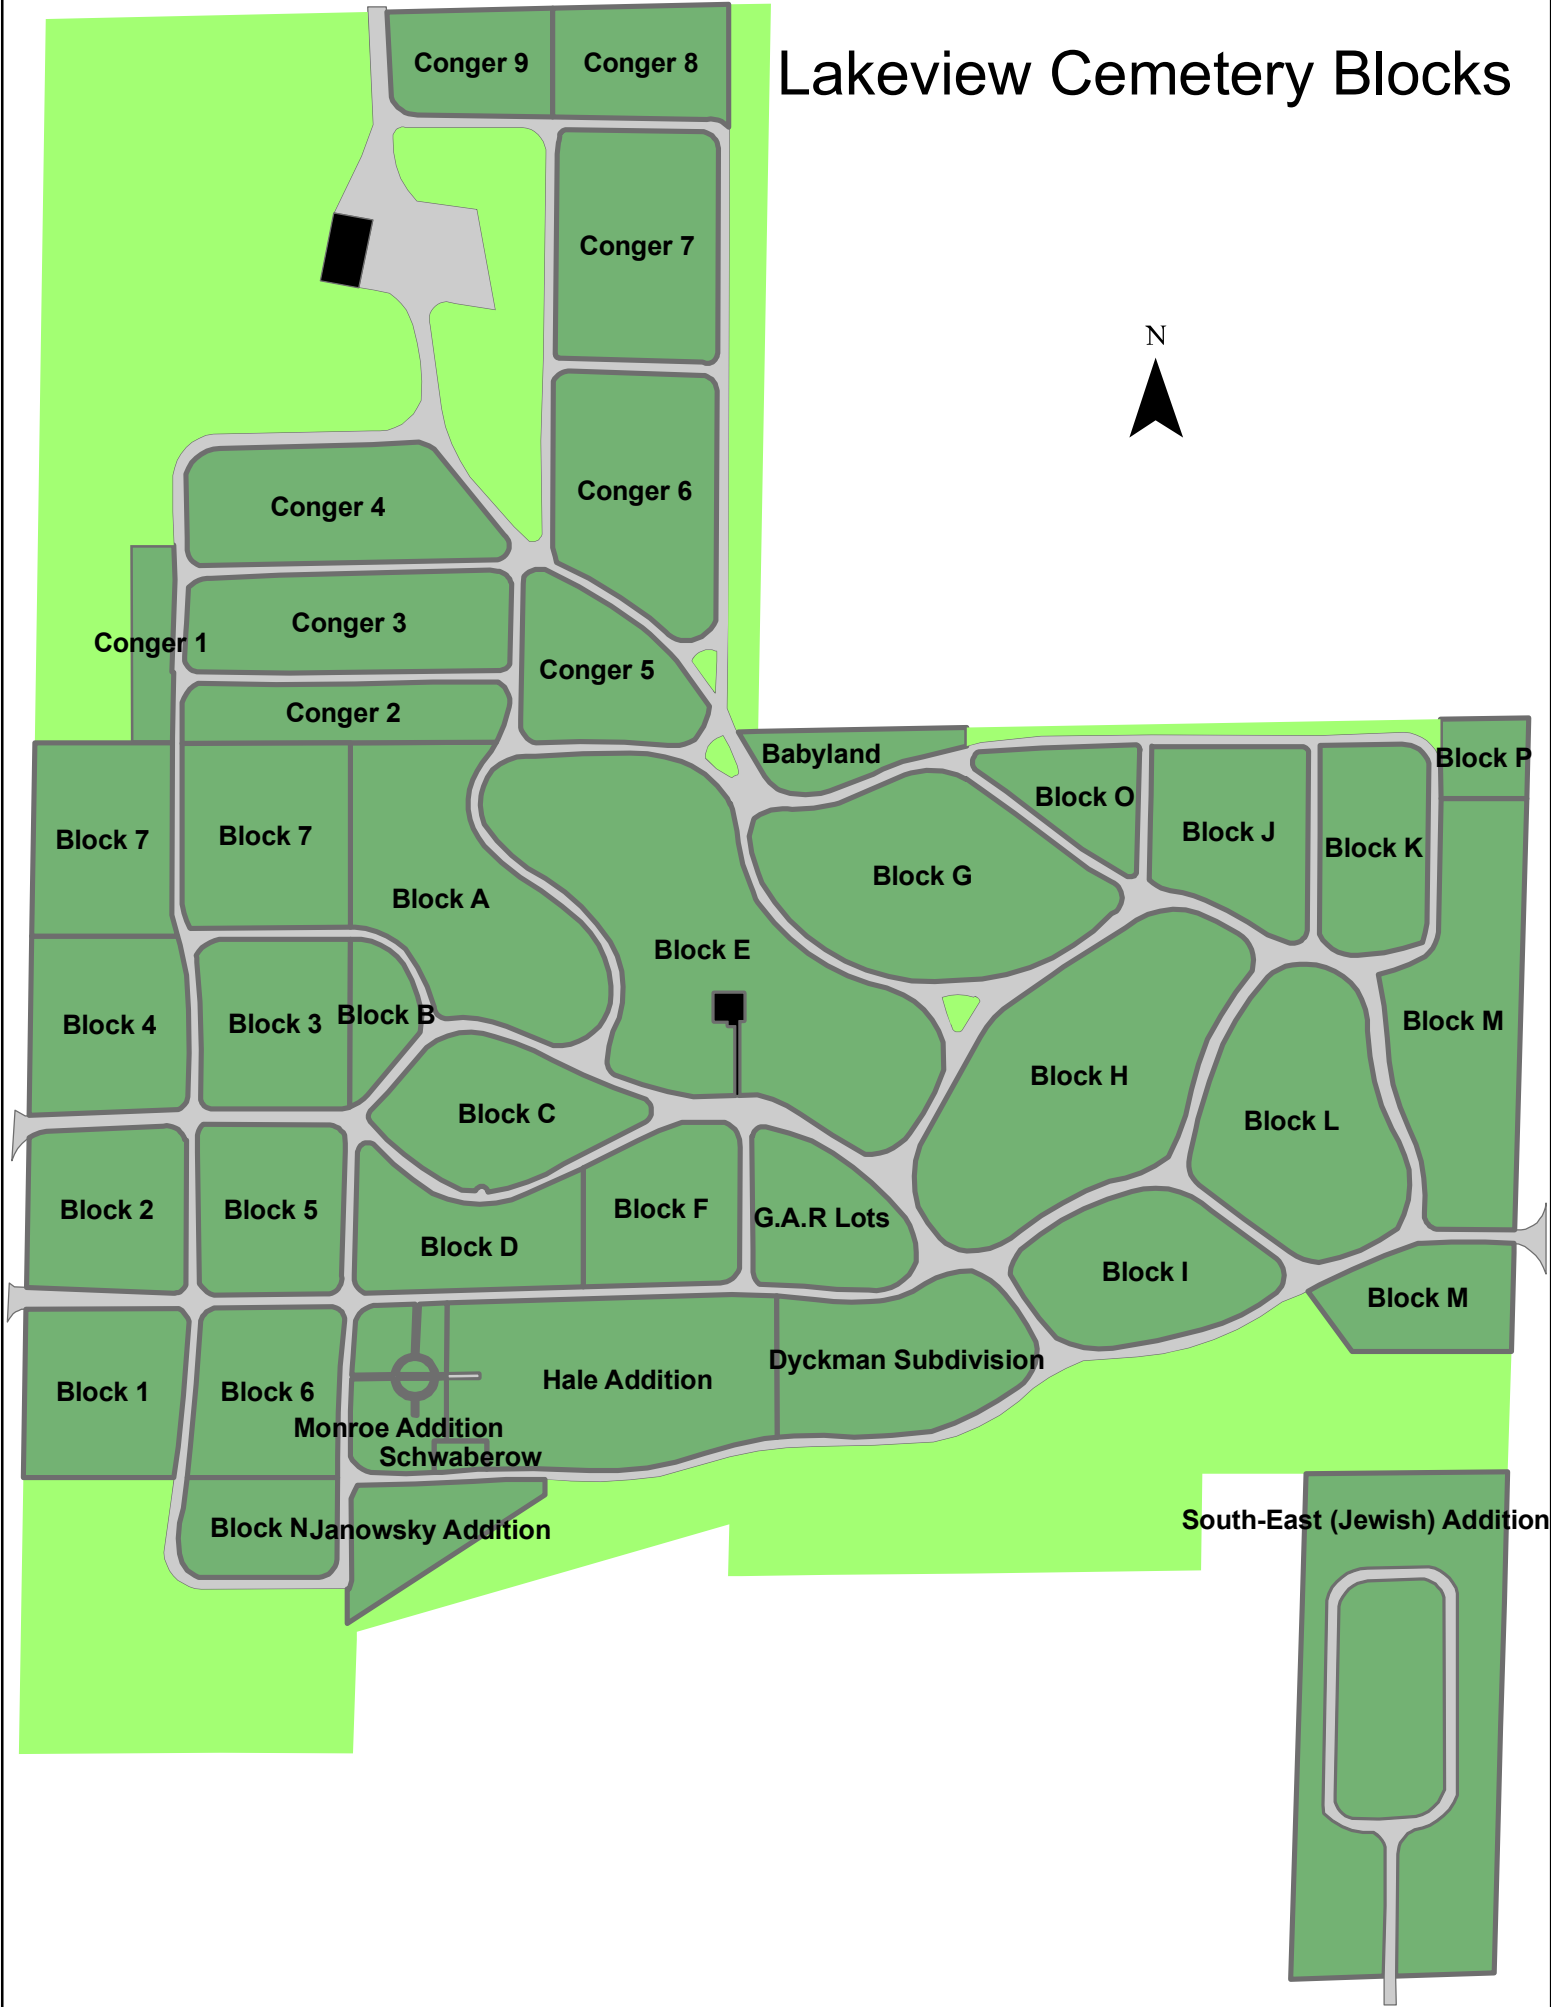 Lakeview Cemetery Blocks
Conger 9
Conger 8
Conger 7
N
Conger 6
Conger 4
Conger 3
Conger 1
Conger 5
Conger 2
Babyland
Block P
Block O
Block J
Block K
Block 7
Block 7
Block G
Block A
Block E
Block 4
Block 3
Block B
Block M
Block H
Block C
Block L
Block 2
Block 5
Block F
G.A.R Lots
Block D
Block I
Block M
Dyckman Subdivision
Hale Addition
Block 1
Block 6
Monroe Addition
Schwaberow
Block N
Janowsky Addition
South-East (Jewish) Addition